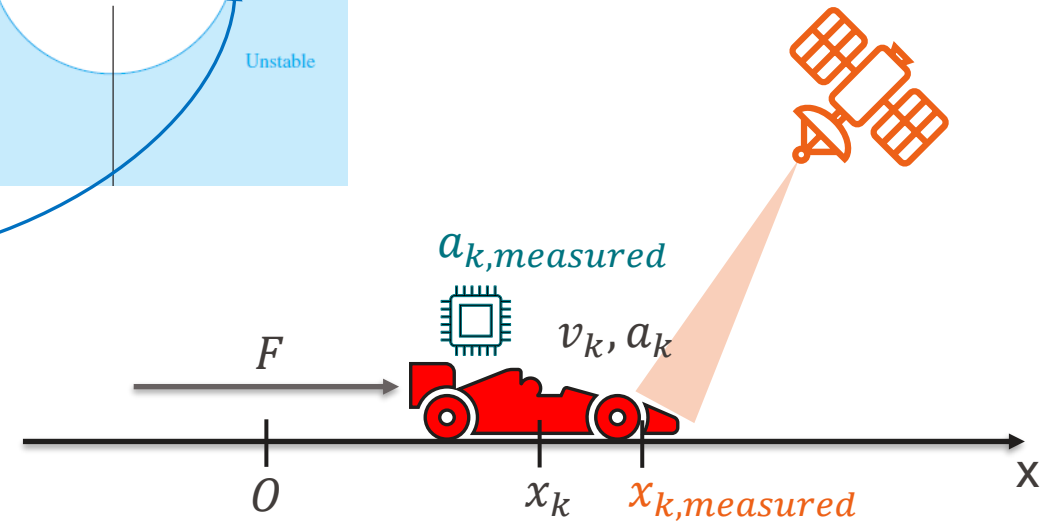 Unstable
a_{k,measured}
v_k, a_k
F
O
x_k
x_{k,measured}
x